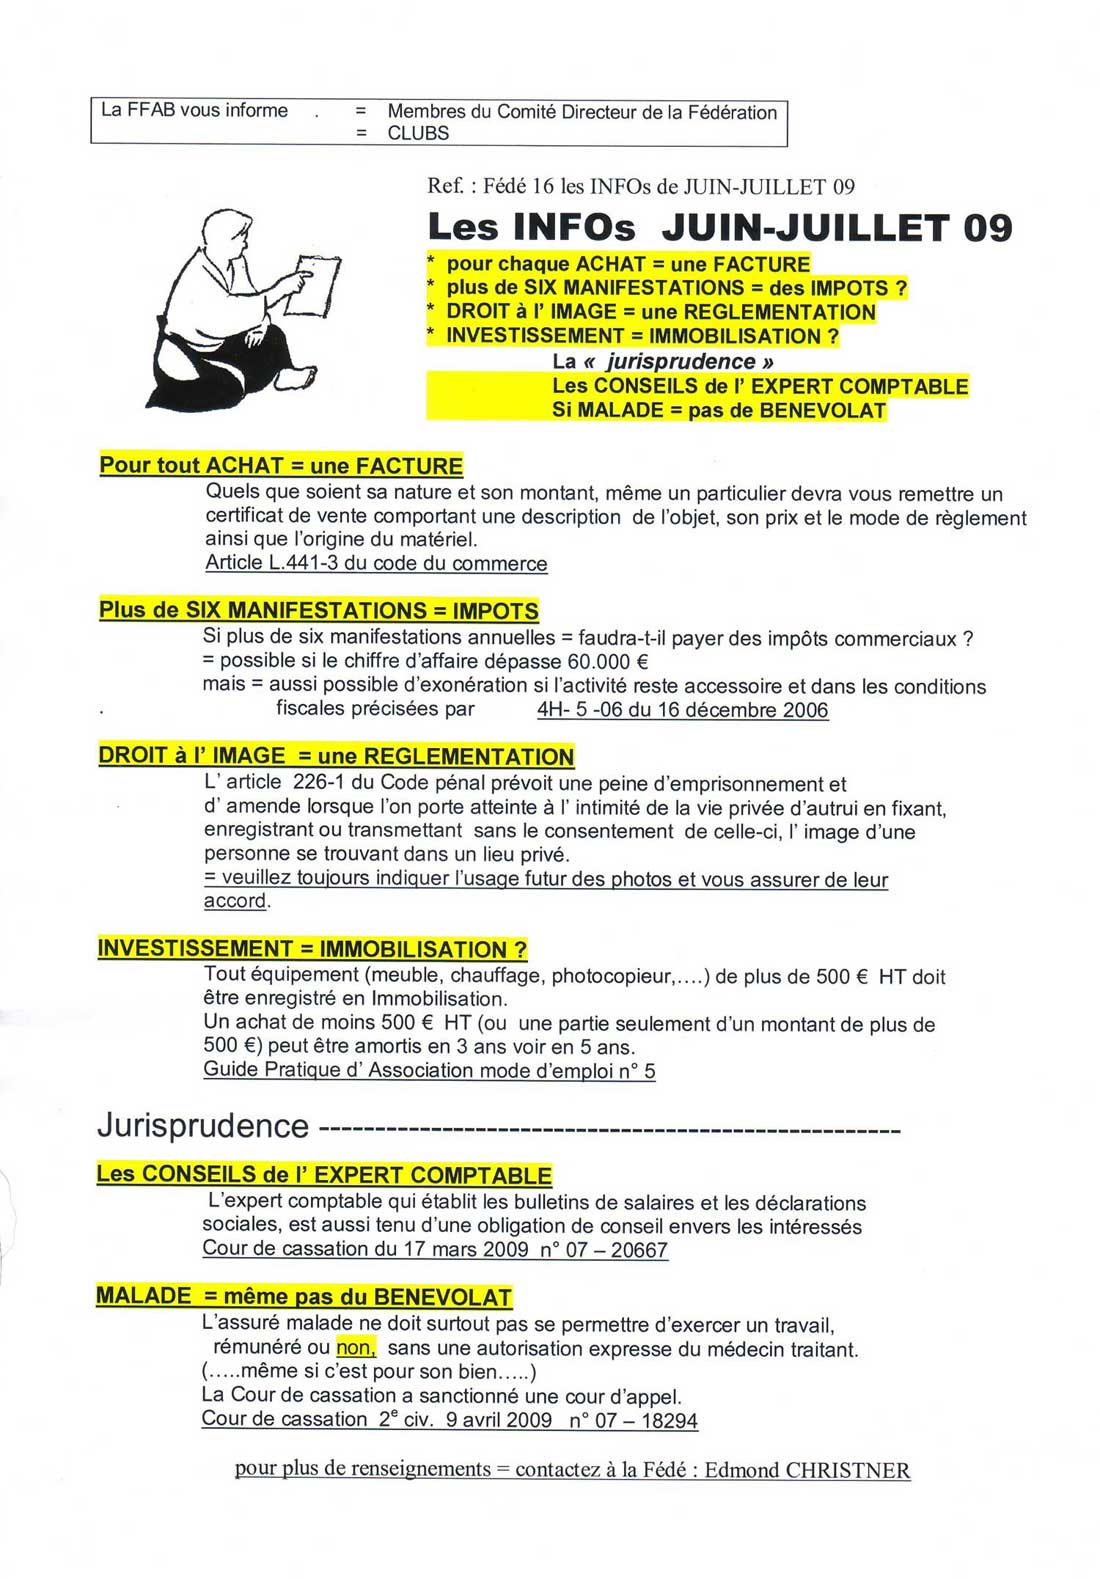 La FFAB vous informe . = Membres du Comité Directeur de la Fédération
= CLUBS
Ref. : Fédé 16 les INFOs de JUIN-JUILLET 09
Les INFOs JUIN-JUILLET 09
* pour chaque ACHAT = une FACTURE
* plus de SIX MANIFESTATIONS = des IMPOTS ?
* DROIT à l' IMAGE = une REGLEMENTATION
* INVESTISSEMENT = IMMOBILISATION ?
La « jurisprudence »
Les CONSEILS de l' EXPERT COMPTABLE
Si MALADE = pas de BENEVOLAT
Pour tout ACHAT = une FACTURE
Quels que soient sa nature et son montant, même un particulier devra vous remettre un
certificat de vente comportant une description de l'objet, son prix et le mode de règlement
ainsi que l'origine du matériel.
Article L.441-3 du code du commerce
Plus de SIX MANIFESTATIONS = IMPOTS
Si plus de six manifestations annuelles = faudra-t-il payer des impôts commerciaux ?
= possible si le chiffre d'affaire dépasse 60.000 €
mais = aussi possible d'exonération si l'activité reste accessoire et dans les conditions
. fiscales précisées par 4H- 5 -06 du 16 décembre 2006
DROIT à l' IMAGE = une REGLEMENTATION
L' article 226-1 du Code pénal prévoit une peine d'emprisonnement et
d' amende lorsque l'on porte atteinte à l' intimité de la vie privée d'autrui en fixant,
enregistrant ou transmettant sans le consentement de celle-ci, l' image d'une
personne se trouvant dans un lieu privé.
= veuillez toujours indiquer l'usage futur des photos et vous assurer de leur
accord.
INVESTISSEMENT = IMMOBILISATION ?
Tout équipement (meuble, chauffage, photocopieur,....) de plus de 500 € HT doit
être enregistré en Immobilisation.
Un achat de moins 500 € HT (ou une partie seulement d'un montant de plus de
500 €) peut être amortis en 3 ans voir en 5 ans.
Guide Pratique d' Association mode d'emploi n° 5
Jurisprudence ----------------------------------------------------
Les CONSEILS de l' EXPERT COMPTABLE
L'expert comptable qui établit les bulletins de salaires et les déclarations
sociales, est aussi tenu d'une obligation de conseil envers les intéressés
Cour de cassation du 17 mars 2009 n° 07 – 20667
MALADE = même pas du BENEVOLAT
L'assuré malade ne doit surtout pas se permettre d'exercer un travail,
rémunéré ou non, sans une autorisation expresse du médecin traitant.
(.....même si c'est pour son bien.....)
La Cour de cassation a sanctionné une cour d'appel.
Cour de cassation 2e civ. 9 avril 2009 n° 07 – 18294
pour plus de renseignements = contactez à la Fédé : Edmond CHRISTNER